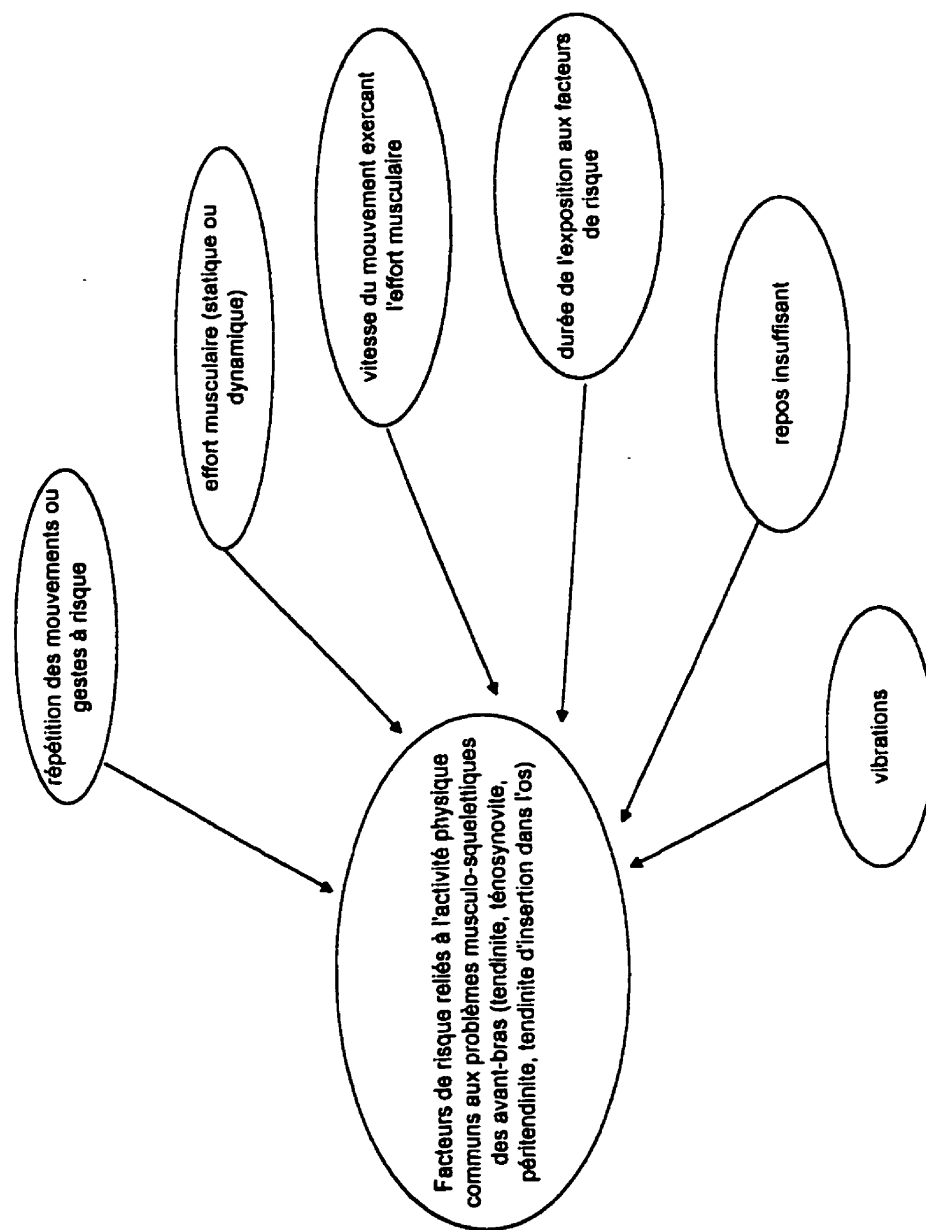 répétition des mouvements ou
gestes à risque
effort musculaire (statique ou
dynamique)
vitesse du mouvement exercant
l'effort musculaire
durée de l'exposition aux facteurs
de risque
repos insuffisant
vibrations
Facteurs de risque reliés à l'activité physique
communs aux problèmes musculo-squelettiques
des avant-bras (tendinite, ténosynovite,
péritendinite, tendinite d'insertion dans l'os)